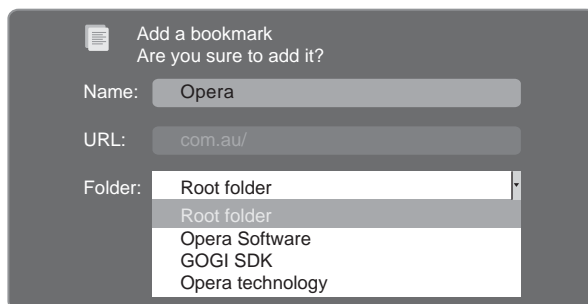 Add a bookmark
Are you sure to add it?
Name: Opera
URL: com.au/
Folder: Root folder
Root folder
Opera Software
GOGI SDK
Opera technology